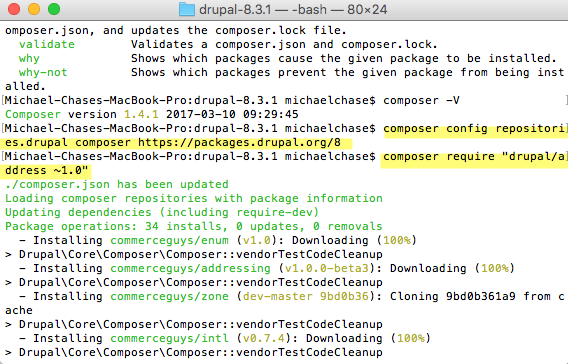 drupal-8.3.1 — -bash — 80×24
omposer.json, and updates the composer.lock file.
validate Validates a composer.json and composer.lock.
why Shows which packages cause the given package to be installed.
why-not Shows which packages prevent the given package from being inst
alled.
[Michael-Chases-MacBook-Pro:drupal-8.3.1 michaelchase$ composer -V ]
Composer version 1.4.1 2017-03-10 09:29:45
[Michael-Chases-MacBook-Pro:drupal-8.3.1 michaelchase$ composer config repositori]
es.drupal composer https://packages.drupal.org/8
[Michael-Chases-MacBook-Pro:drupal-8.3.1 michaelchase$ composer require "drupal/a]
ddress ~1.0"
./composer.json has been updated
Loading composer repositories with package information
Updating dependencies (including require-dev)
Package operations: 34 installs, 0 updates, 0 removals
- Installing commerceguys/enum (v1.0): Downloading (100%)
> Drupal\Core\Composer\Composer::vendorTestCodeCleanup
- Installing commerceguys/addressing (v1.0.0-beta3): Downloading (100%)
> Drupal\Core\Composer\Composer::vendorTestCodeCleanup
- Installing commerceguys/zone (dev-master 9bd0b36): Cloning 9bd0b361a9 from c
ache
> Drupal\Core\Composer\Composer::vendorTestCodeCleanup
- Installing commerceguys/intl (v0.7.4): Downloading (100%)
> Drupal\Core\Composer\Composer::vendorTestCodeCleanup